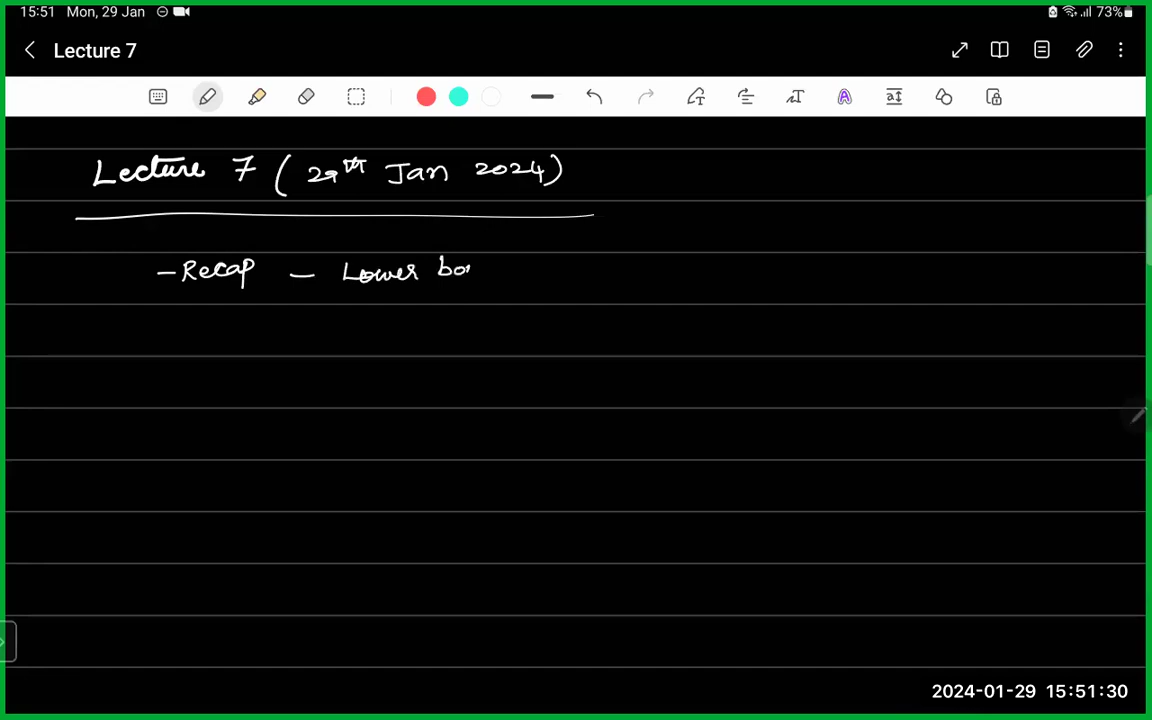 15:51 Mon, 29 Jan
73%
Lecture 7
Lecture 7 (29th Jan 2024)
- Recap - Lower bo
2024-01-29 15:51:30